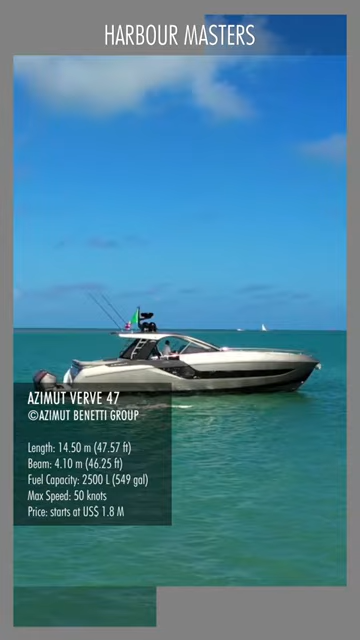 HARBOUR MASTERS
AZIMUT VERVE 47
©AZIMUT BENETTI GROUP
Length: 14.50 m (47.57 ft)
Beam: 4.10 m (46.25 ft)
Fuel Capacity: 2500 L (549 gal)
Max Speed: 50 knots
Price: starts at US$ 1.8 M